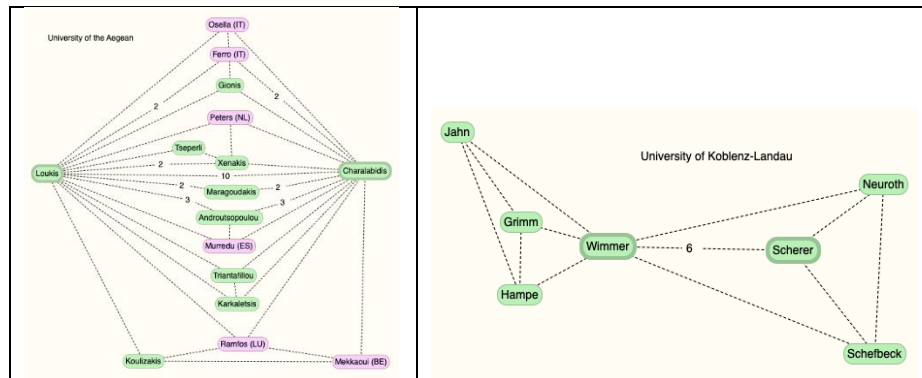 University of the Aegean
Osella (IT)
Ferro (IT)
Gionis
2
2
Peters (NL)
Tseperli
2
Xenakis
Loukis
10
Charalabidis
2
Maragoudakis
2
3
Androutsopoulou
3
Murredu (ES)
Triantafillou
Karkaletsis
Ramfos (LU)
Koulizakis
Mekkaoui (BE)
University of Koblenz-Landau
Jahn
Grimm
Hampe
Wimmer
6
Scherer
Neuroth
Schefbeck